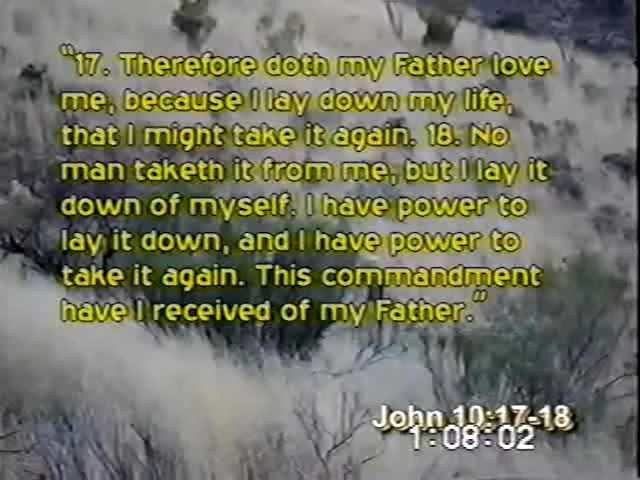 "17. Therefore doth my Father love
me, because I lay down my life,
that I might take it again. 18. No
man taketh it from me, but I lay it
down of myself. I have power to
lay it down, and I have power to
take it again. This commandment
have I received of my Father."
John 10:17-18
1:08:02